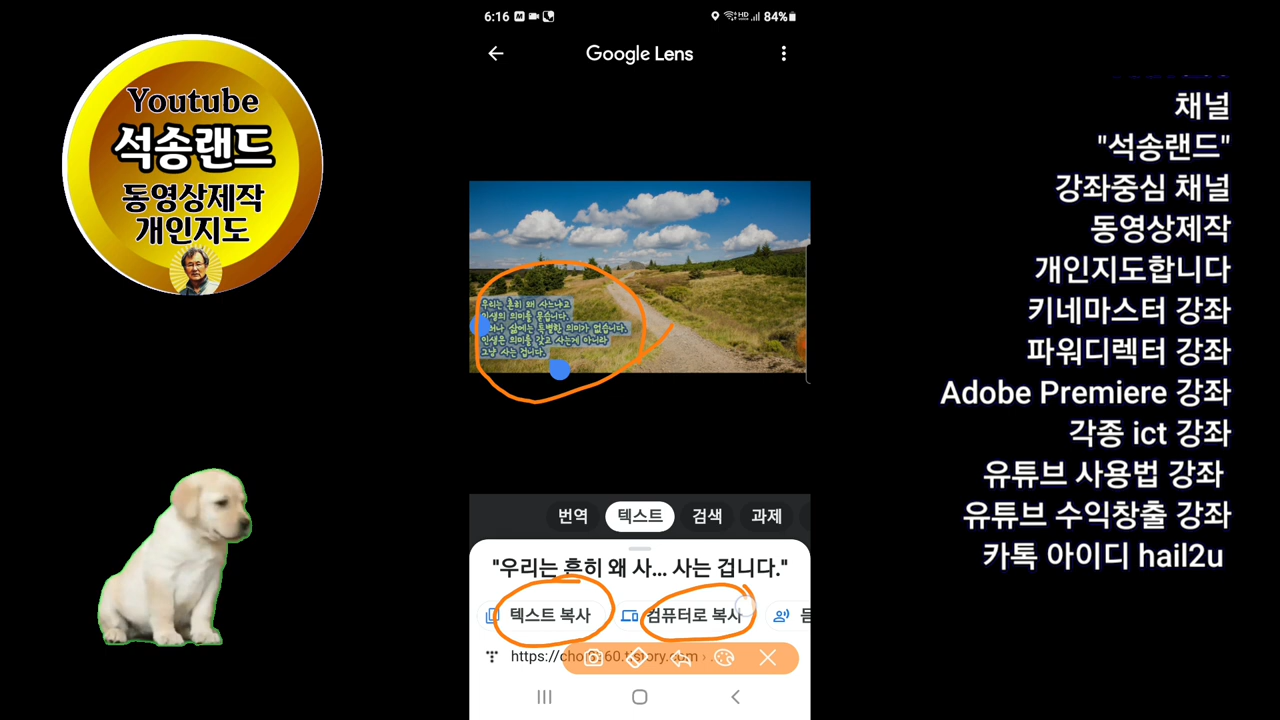 Youtube
석송랜드
동영상제작
개인지도
6:16
HD
84%
Google Lens
우리는 흔히 왜 사느냐고
인생의 의미를 묻습니다.
삶에는 특별한 의미가 없습니다.
인생은 의미를 갖고 사는게 아니라
그냥 사는 겁니다.
번역
텍스트
검색
과제
"우리는 흔히 왜 사... 사는 겁니다."
텍스트 복사
컴퓨터로 복사
https://
채널
"석송랜드"
강좌중심 채널
동영상제작
개인지도합니다
키네마스터 강좌
파워디렉터 강좌
Adobe Premiere 강좌
각종 ict 강좌
유튜브 사용법 강좌
유튜브 수익창출 강좌
카톡 아이디 hail2u